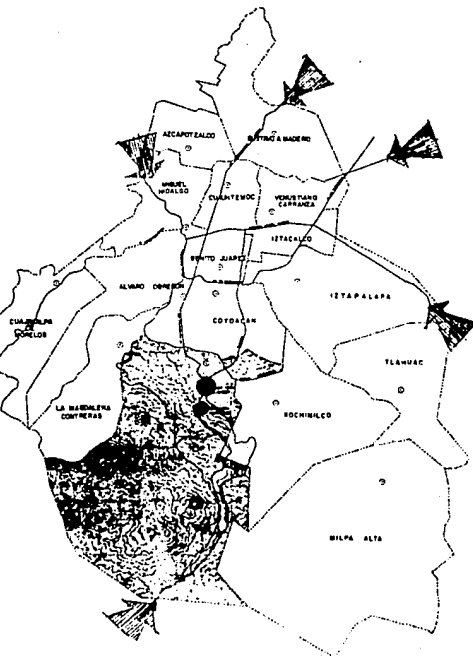 AZCAPOTZALCO
GUSTAVO A MADERO
MIGUEL
HIDALGO
CUAUHTEMOC
VENUSTIANO
CARRANZA
IZTACALCO
BENITO JUAREZ
ALVARO OBREGON
COYOACAN
IZTAPALAPA
CUAJIMALPA
DE
MORELOS
TLAHUAC
LA MAGDALENA
CONTRERAS
XOCHIMILCO
MILPA ALTA